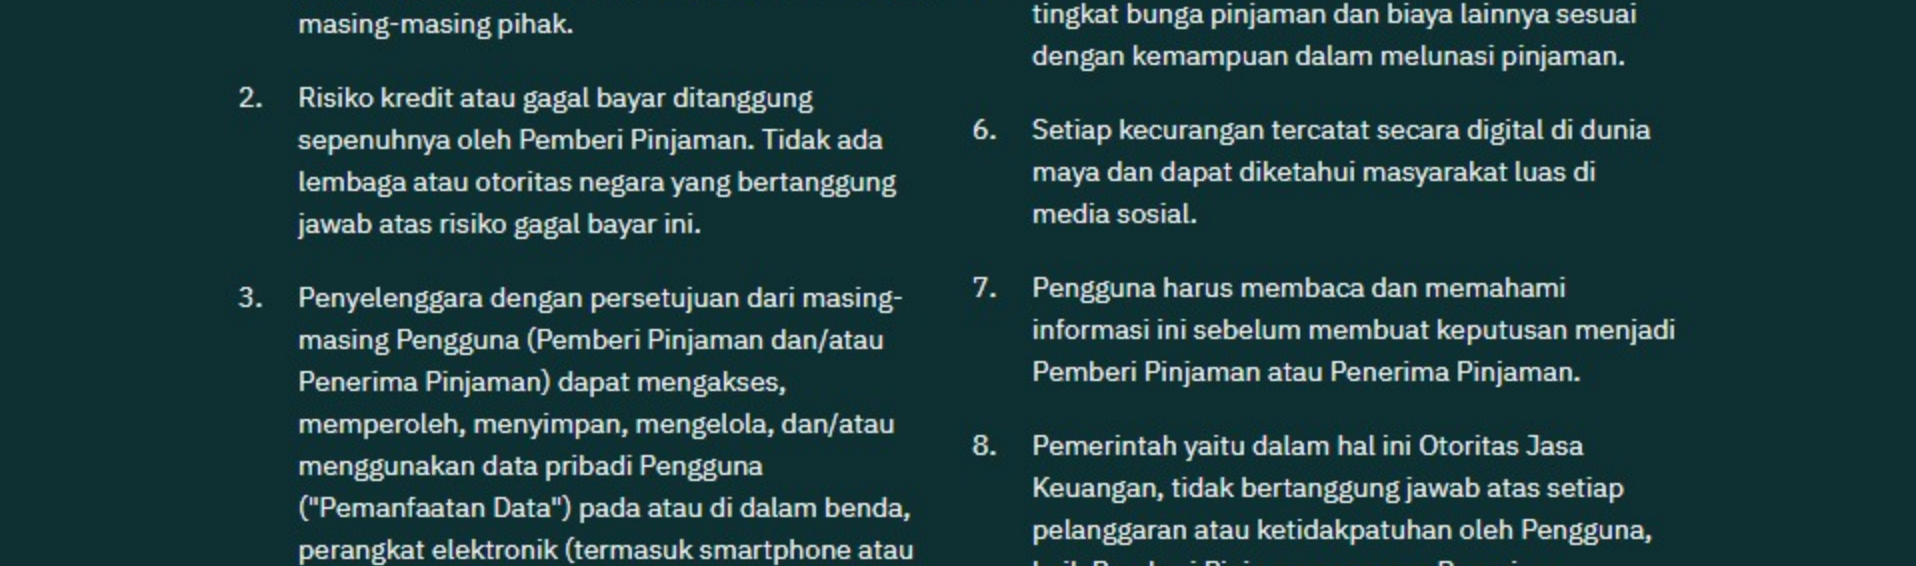 masing-masing pihak.
2. Risiko kredit atau gagal bayar ditanggung
sepenuhnya oleh Pemberi Pinjaman. Tidak ada
lembaga atau otoritas negara yang bertanggung
jawab atas risiko gagal bayar ini.
3. Penyelenggara dengan persetujuan dari masing-
masing Pengguna (Pemberi Pinjaman dan/atau
Penerima Pinjaman) dapat mengakses,
memperoleh, menyimpan, mengelola, dan/atau
menggunakan data pribadi Pengguna
("Pemanfaatan Data") pada atau di dalam benda,
perangkat elektronik (termasuk smartphone atau
tingkat bunga pinjaman dan biaya lainnya sesuai
dengan kemampuan dalam melunasi pinjaman.
6. Setiap kecurangan tercatat secara digital di dunia
maya dan dapat diketahui masyarakat luas di
media sosial.
7. Pengguna harus membaca dan memahami
informasi ini sebelum membuat keputusan menjadi
Pemberi Pinjaman atau Penerima Pinjaman.
8. Pemerintah yaitu dalam hal ini Otoritas Jasa
Keuangan, tidak bertanggung jawab atas setiap
pelanggaran atau ketidakpatuhan oleh Pengguna,